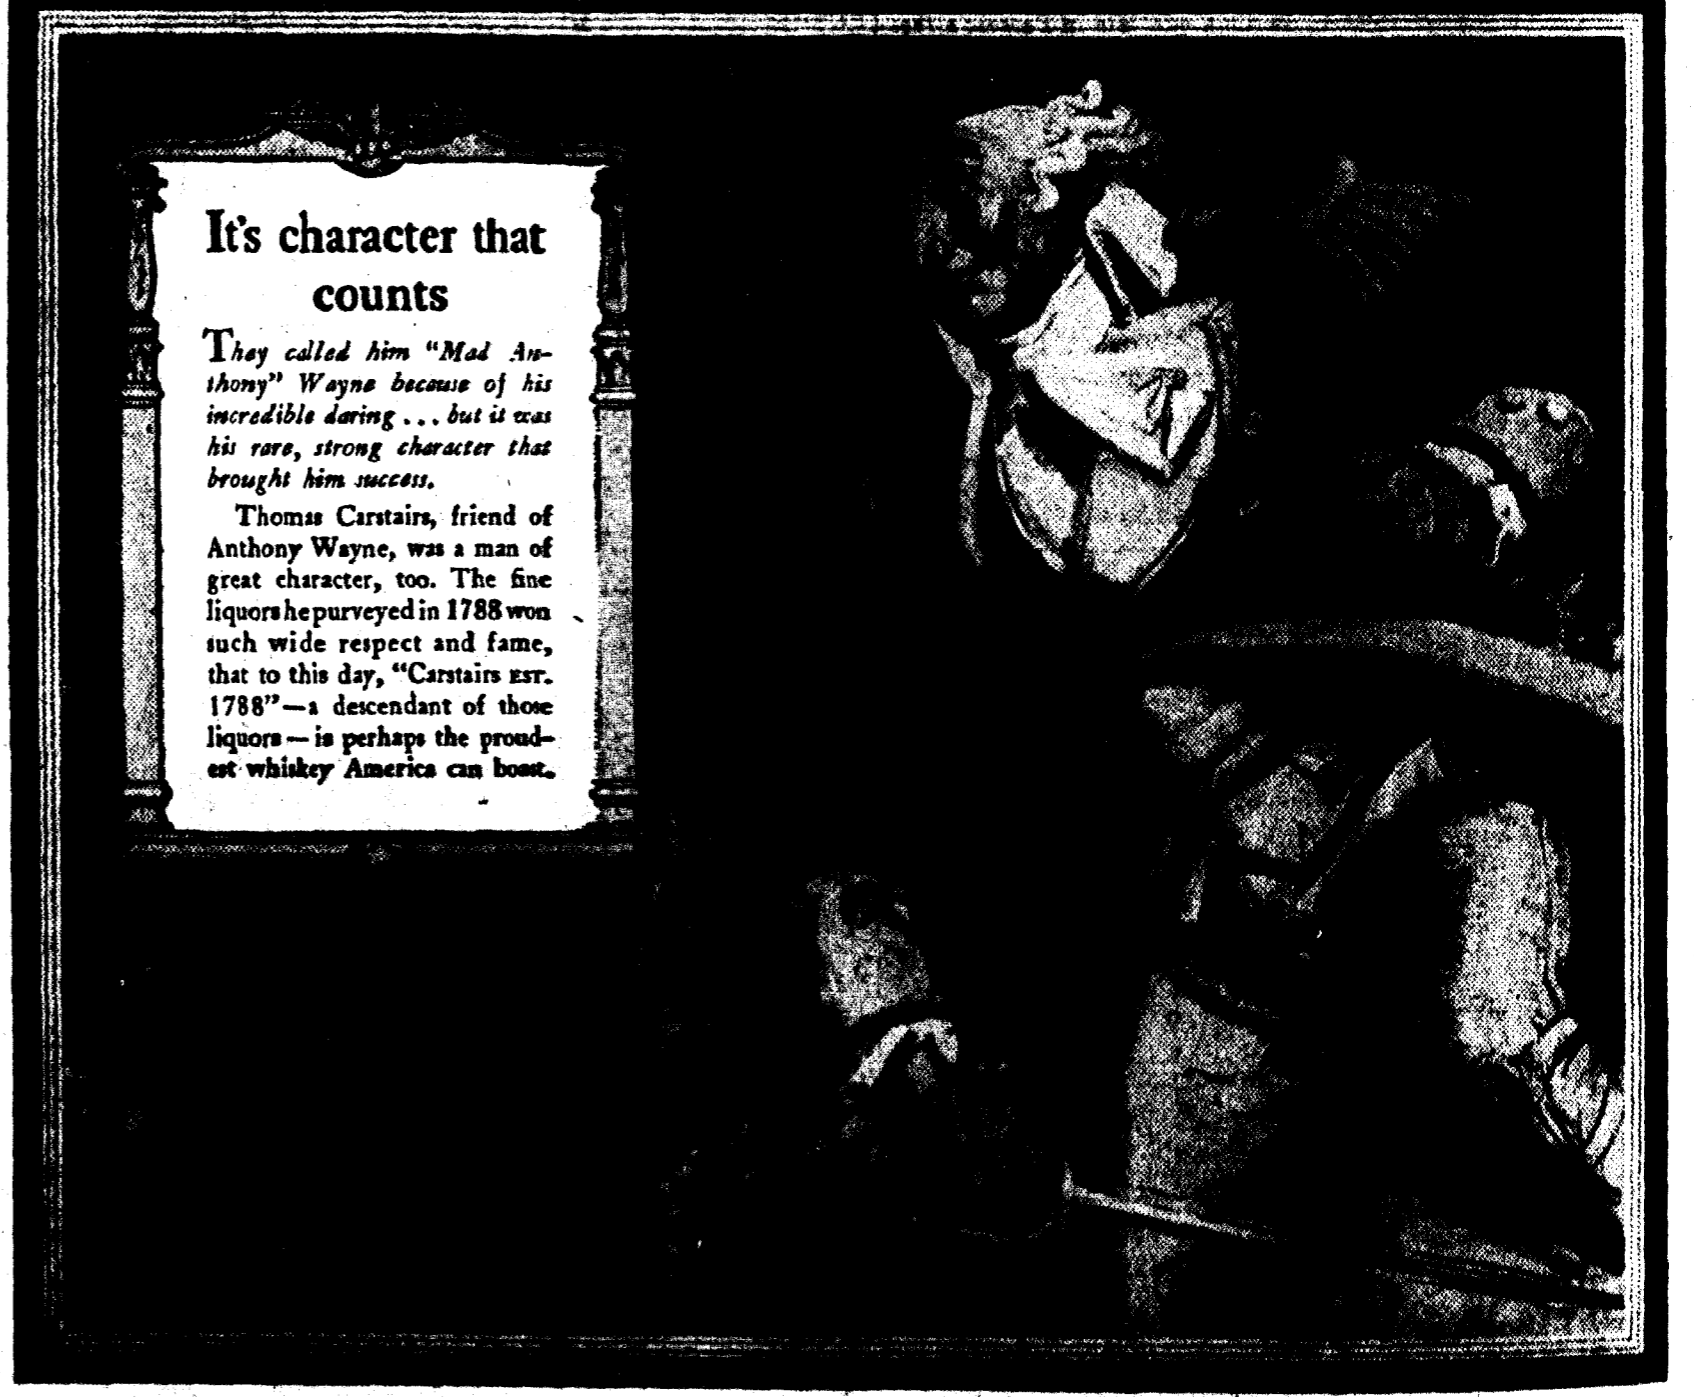 It's character that
counts
They called him "Mad An-
thony" Wayne because of his
incredible daring . . . but it was
his rare, strong character that
brought him success.
Thomas Carstairs, friend of
Anthony Wayne, was a man of
great character, too. The fine
liquors he purveyed in 1788 won
such wide respect and fame,
that to this day, "Carstairs EST.
1788"—a descendant of those
liquors—is perhaps the proud-
est whiskey America can boast.